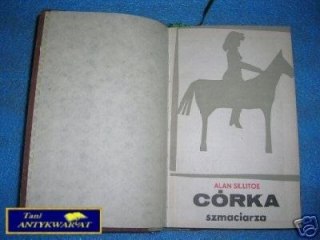 ALAN SILLITOE
CÓRKA
szmaciarza
Tani
ANTYKWARIAT